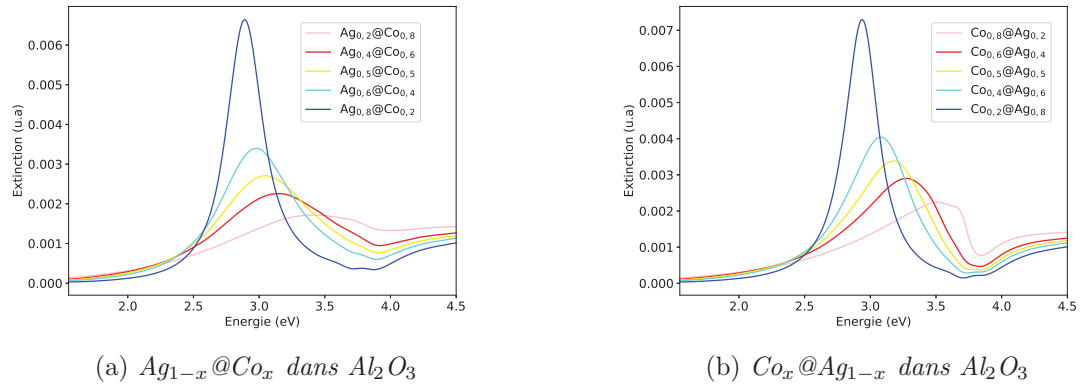 0.006
0.005
0.004
0.003
0.002
0.001
0.000
Extinction (u.a)
2.0 2.5 3.0 3.5 4.0 4.5
Energie (eV)
Ag₀,₂@Co₀,₈
Ag₀,₄@Co₀,₆
Ag₀,₅@Co₀,₅
Ag₀,₆@Co₀,₄
Ag₀,₈@Co₀,₂
(a) Ag₁₋ₓ@Coₓ dans Al₂O₃
0.007
0.006
0.005
0.004
0.003
0.002
0.001
0.000
Extinction (u.a)
2.0 2.5 3.0 3.5 4.0 4.5
Energie (eV)
Co₀,₈@Ag₀,₂
Co₀,₆@Ag₀,₄
Co₀,₅@Ag₀,₅
Co₀,₄@Ag₀,₆
Co₀,₂@Ag₀,₈
(b) Coₓ@Ag₁₋ₓ dans Al₂O₃